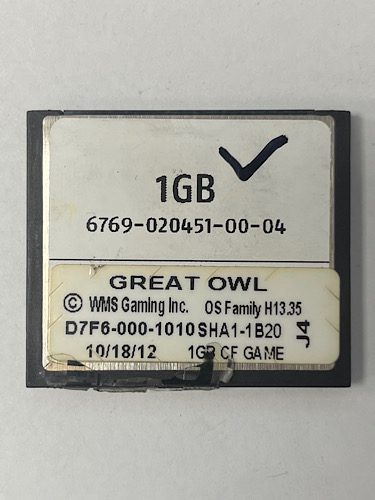 1GB
6769-020451-00-04
GREAT OWL
© WMS Gaming Inc. OS Family H13.35
D7F6-000-1010 SHA1-1B20
10/18/12 1GB CF GAME
J4